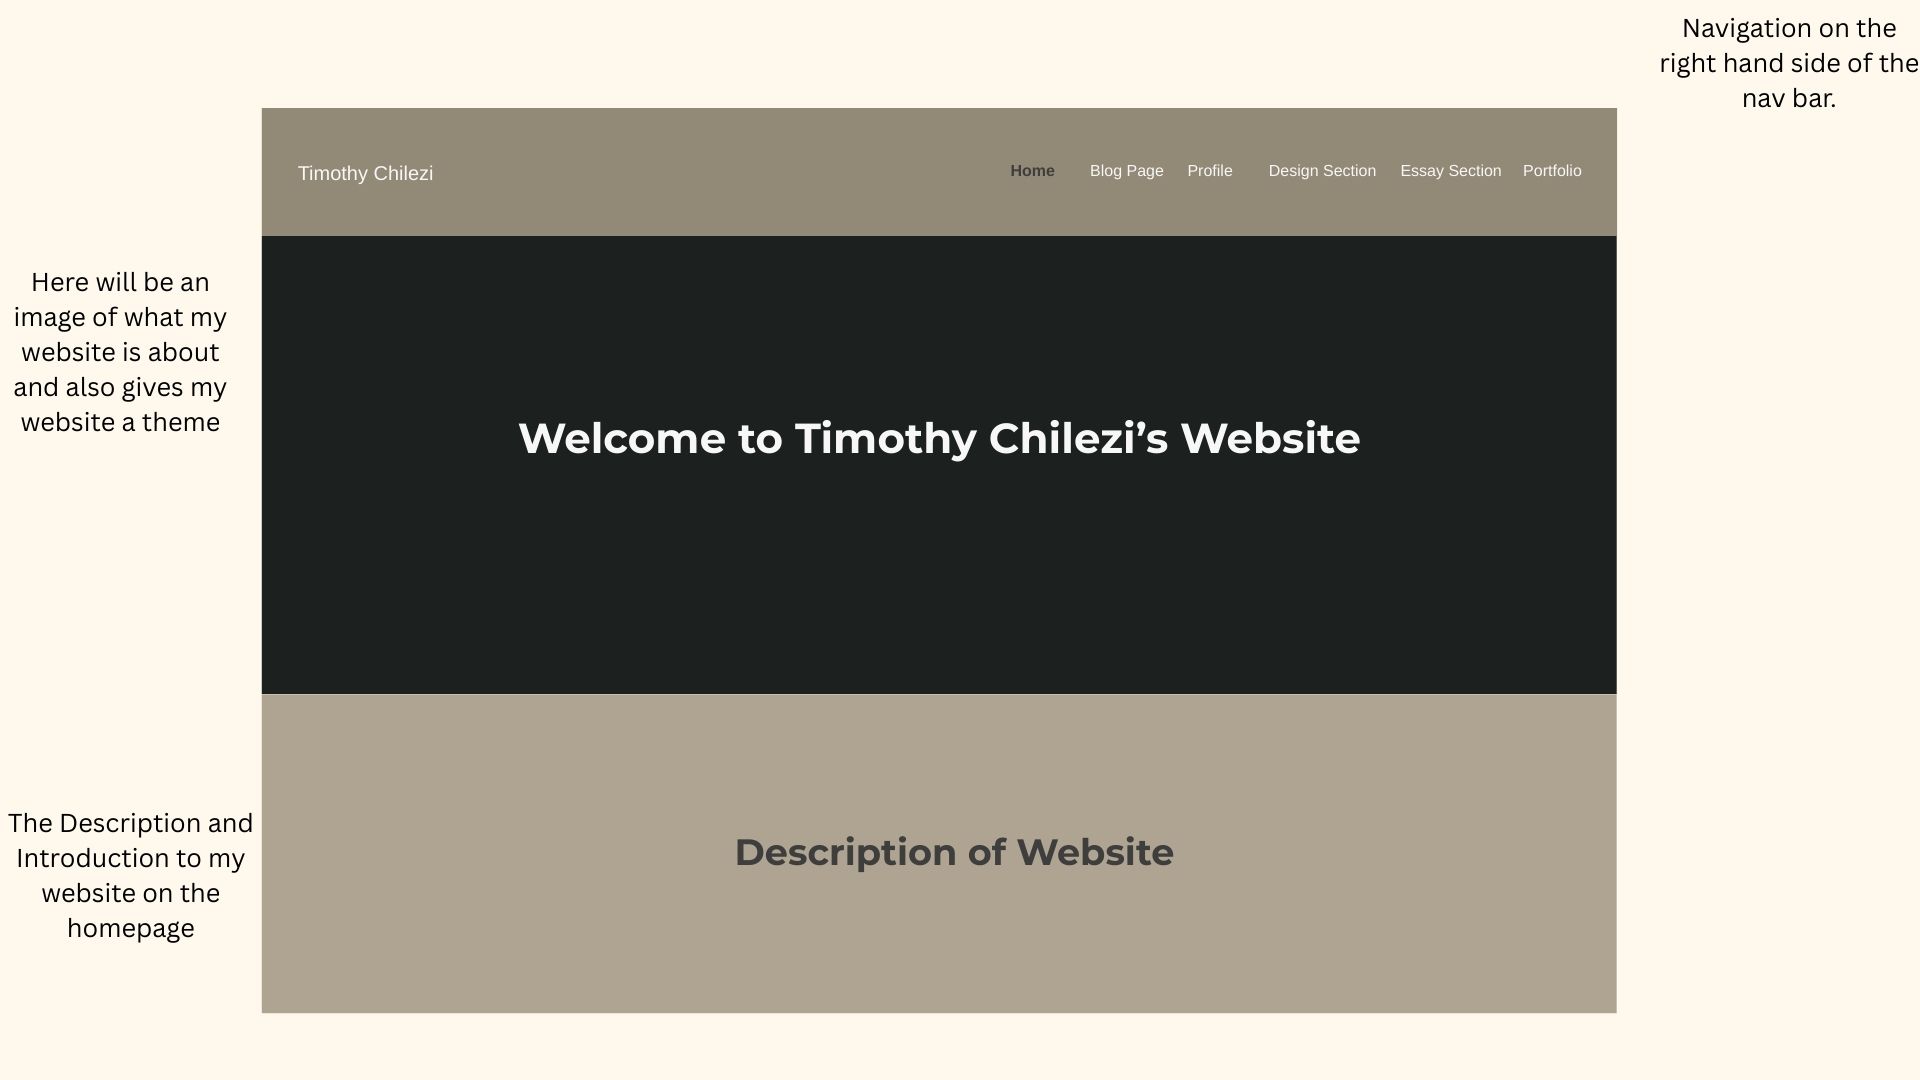 Navigation on the
right hand side of the
nav bar.
Timothy Chilezi
Home Blog Page Profile Design Section Essay Section Portfolio
Here will be an
image of what my
website is about
and also gives my
website a theme
Welcome to Timothy Chilezi’s Website
The Description and
Introduction to my
website on the
homepage
Description of Website